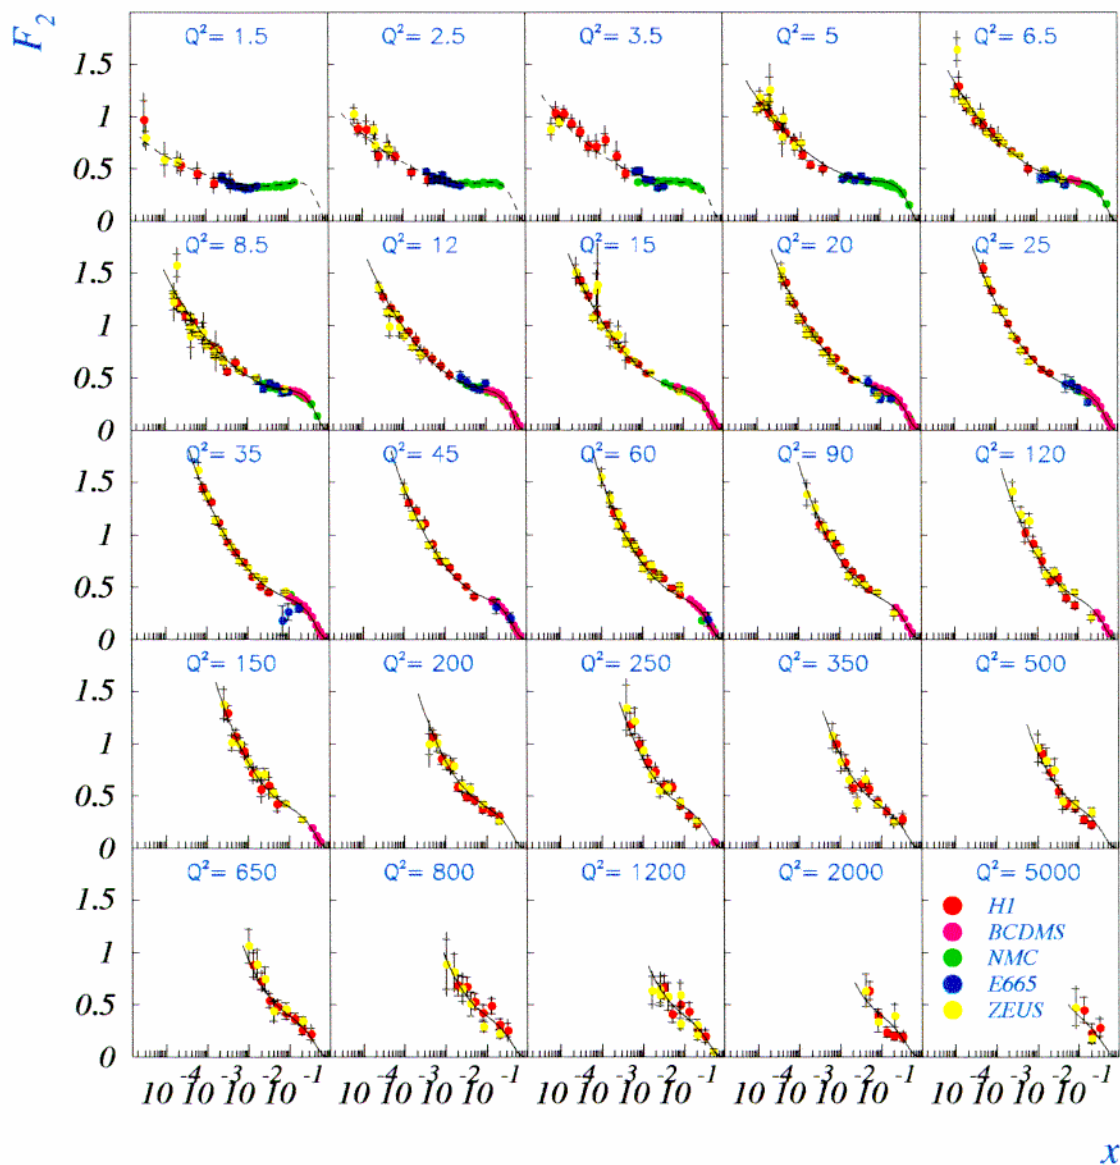 F₂
Q²= 1.5 Q²= 2.5 Q²= 3.5 Q²= 5 Q²= 6.5
1.5
1
0.5
0
Q²= 8.5 Q²= 12 Q²= 15 Q²= 20 Q²= 25
1.5
1
0.5
0
Q²= 35 Q²= 45 Q²= 60 Q²= 90 Q²= 120
1.5
1
0.5
0
Q²= 150 Q²= 200 Q²= 250 Q²= 350 Q²= 500
1.5
1
0.5
0
Q²= 650 Q²= 800 Q²= 1200 Q²= 2000 Q²= 5000
1.5
H1
BCDMS
1
NMC
E665
0.5
ZEUS
0
-4 -3 -2 -1 -4 -3 -2 -1 -4 -3 -2 -1 -4 -3 -2 -1 -4 -3 -2 -1
10 10 10 10 10 10 10 10 10 10 10 10 10 10 10 10 10 10 10 10
x